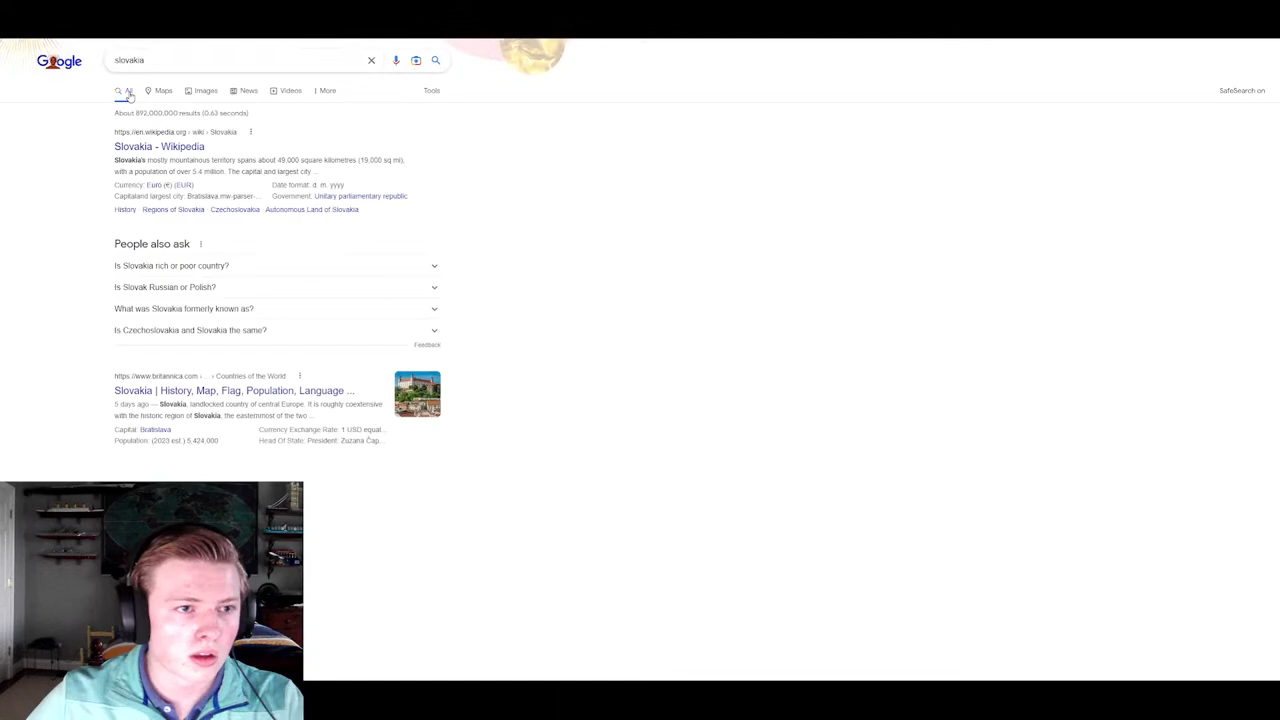 Google
slovakia
All Maps Images News Videos More Tools SafeSearch on
About 892,000,000 results (0.63 seconds)
https://en.wikipedia.org › wiki › Slovakia
Slovakia - Wikipedia
Slovakia's mostly mountainous territory spans about 49,000 square kilometres (19,000 sq mi),
with a population of over 5.4 million. The capital and largest city ...
Currency: Euro (€) (EUR) Date format: d. m. yyyy
Capitaland largest city: Bratislava.mw-parser-... Government: Unitary parliamentary republic
History · Regions of Slovakia · Czechoslovakia · Autonomous Land of Slovakia
People also ask
Is Slovakia rich or poor country?
Is Slovak Russian or Polish?
What was Slovakia formerly known as?
Is Czechoslovakia and Slovakia the same?
Feedback
https://www.britannica.com › ... › Countries of the World
Slovakia | History, Map, Flag, Population, Language ...
5 days ago — Slovakia, landlocked country of central Europe. It is roughly coextensive
with the historic region of Slovakia, the easternmost of the two ...
Capital: Bratislava Currency Exchange Rate: 1 USD equal...
Population: (2023 est.) 5,424,000 Head Of State: President: Zuzana Čap...